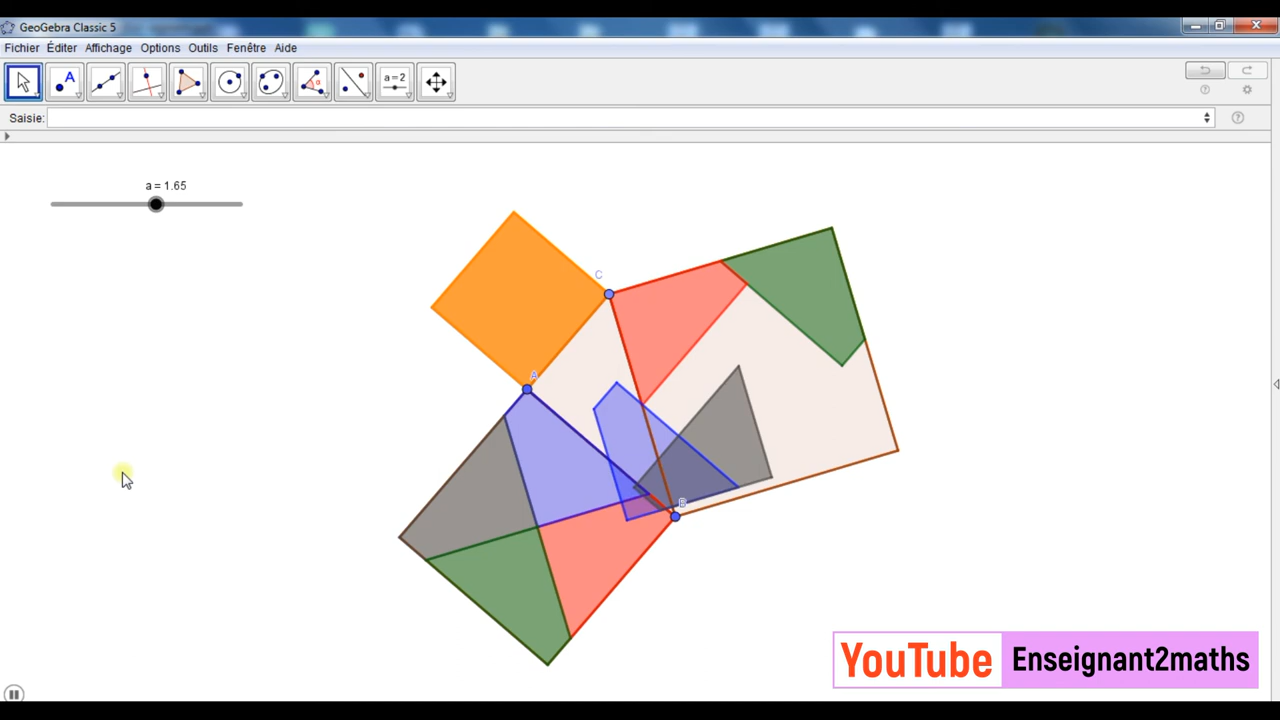 GeoGebra Classic 5
Fichier Éditer Affichage Options Outils Fenêtre Aide
A
α
a = 2
Saisie:
a = 1.65
C
A
B
YouTube Enseignant2maths